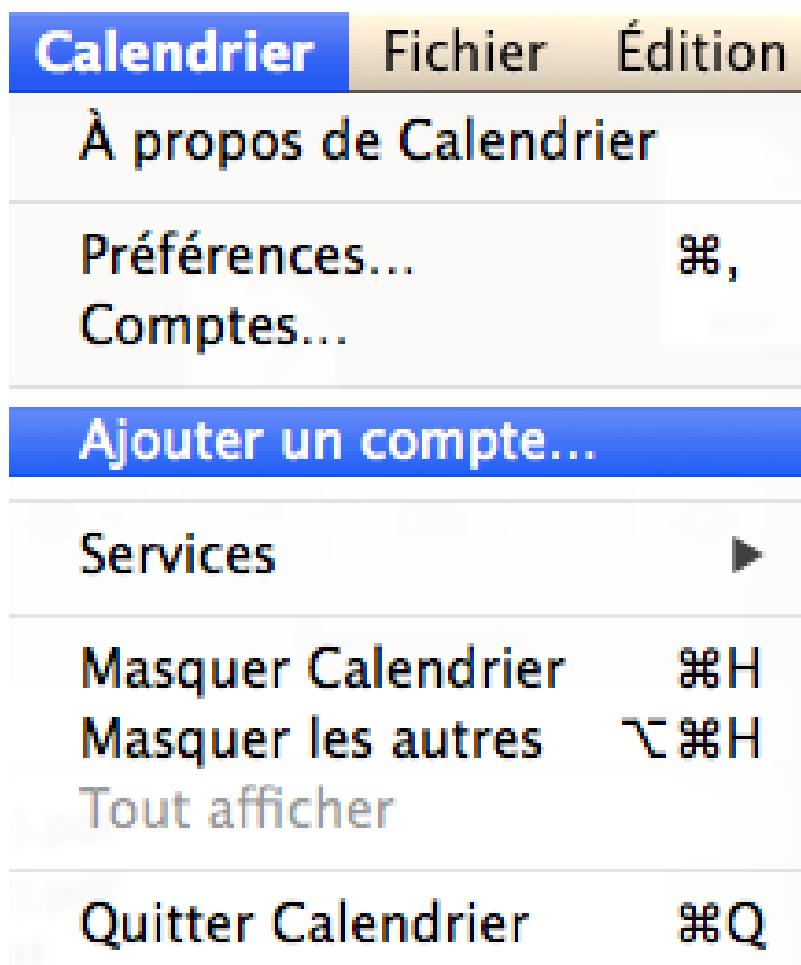 Calendrier Fichier Édition
À propos de Calendrier
Préférences... ⌘,
Comptes...
Ajouter un compte...
Services ▶
Masquer Calendrier ⌘H
Masquer les autres ⌥⌘H
Tout afficher
Quitter Calendrier ⌘Q